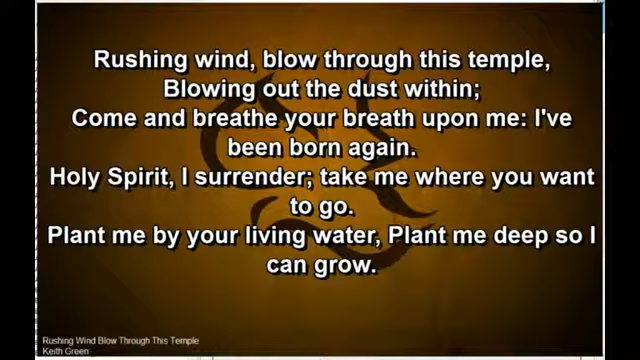 Rushing wind, blow through this temple,
Blowing out the dust within;
Come and breathe your breath upon me: I've
been born again.
Holy Spirit, I surrender; take me where you want
to go.
Plant me by your living water, Plant me deep so I
can grow.
Rushing Wind Blow Through This Temple
Keith Green